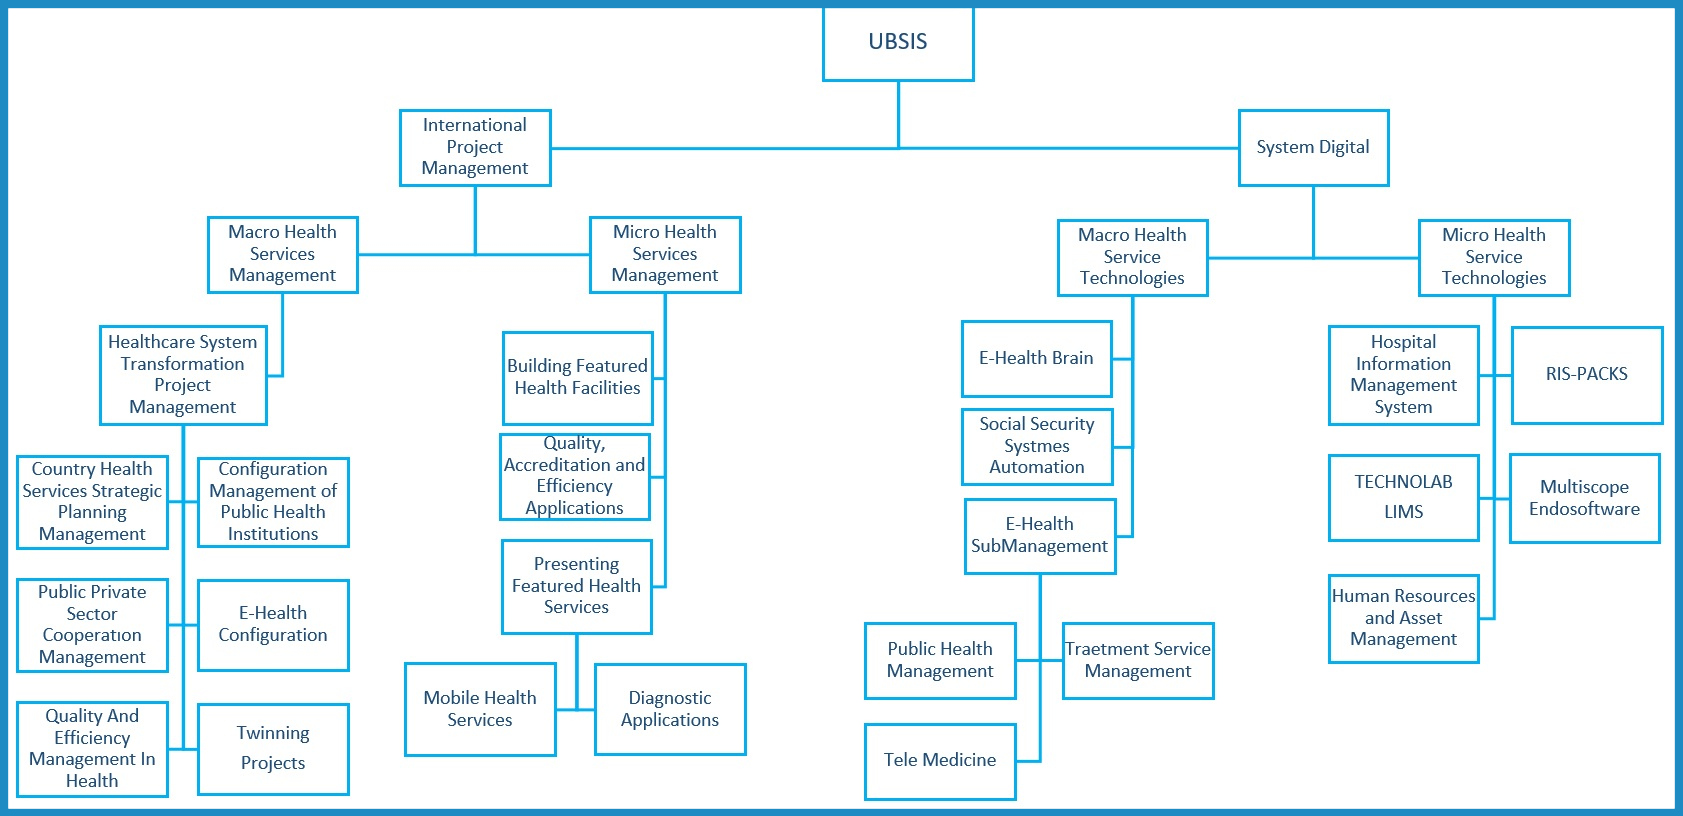 UBSIS
International
Project
Management
System Digital
Macro Health
Services
Management
Micro Health
Services
Management
Macro Health
Service
Technologies
Micro Health
Service
Technologies
Healthcare System
Transformation
Project
Management
Country Health
Services Strategic
Planning
Management
Configuration
Management of
Public Health
Institutions
Public Private
Sector
Cooperatıon
Management
E-Health
Configuration
Quality And
Efficiency
Management In
Health
Twinning
Projects
Building Featured
Health Facilities
Quality,
Accreditation and
Efficiency
Applications
Presenting
Featured Health
Services
Mobile Health
Services
Diagnostic
Applications
E-Health Brain
Social Security
Systmes
Automation
E-Health
SubManagement
Public Health
Management
Traetment Service
Management
Tele Medicine
Hospital
Information
Management
System
RIS-PACKS
TECHNOLAB
LIMS
Multiscope
Endosoftware
Human Resources
and Asset
Management